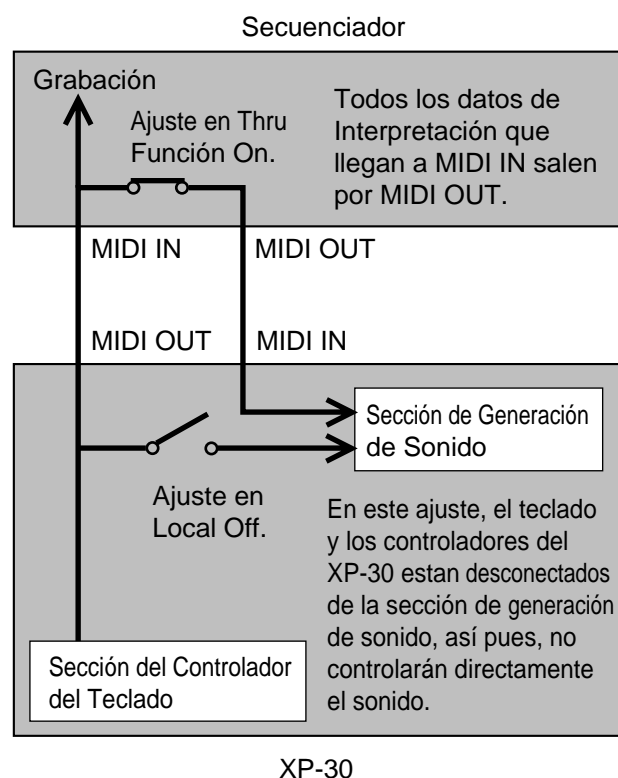 Secuenciador
Grabación
Ajuste en Thru
Función On.
Todos los datos de
Interpretación que
llegan a MIDI IN salen
por MIDI OUT.
MIDI IN
MIDI OUT
MIDI OUT
MIDI IN
Sección de Generación
de Sonido
Ajuste en
Local Off.
En este ajuste, el teclado
y los controladores del
XP-30 estan desconectados
de la sección de generación
de sonido, así pues, no
controlarán directamente
el sonido.
Sección del Controlador
del Teclado
XP-30